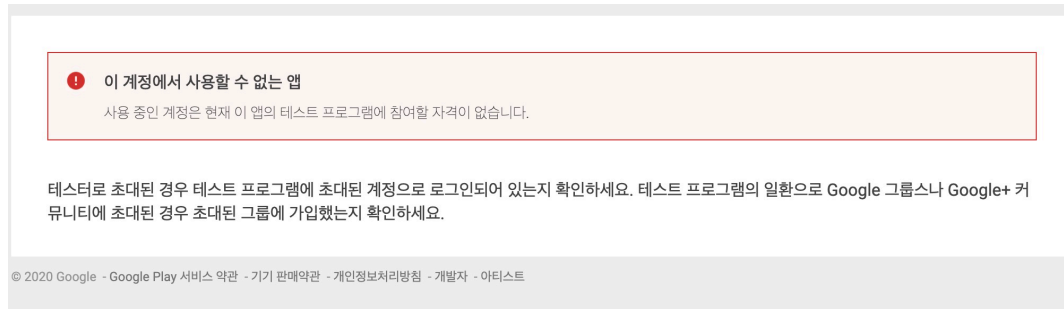 이 계정에서 사용할 수 없는 앱
사용 중인 계정은 현재 이 앱의 테스트 프로그램에 참여할 자격이 없습니다.
테스터로 초대된 경우 테스트 프로그램에 초대된 계정으로 로그인되어 있는지 확인하세요. 테스트 프로그램의 일환으로 Google 그룹스나 Google+ 커
뮤니티에 초대된 경우 초대된 그룹에 가입했는지 확인하세요.
© 2020 Google - Google Play 서비스 약관 - 기기 판매약관 - 개인정보처리방침 - 개발자 - 아티스트